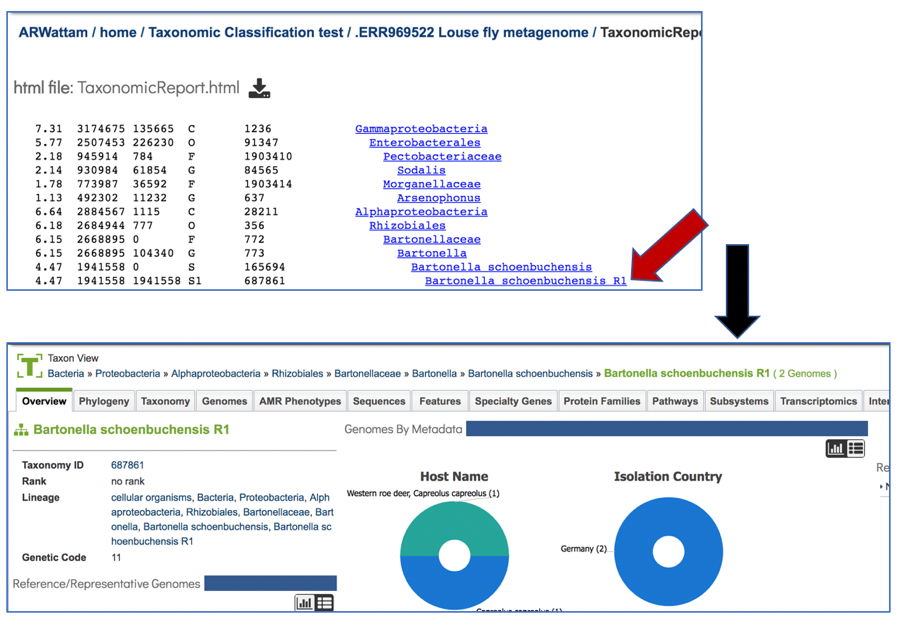 ARWattam / home / Taxonomic Classification test / .ERR969522 Louse fly metagenome /
html file: TaxonomicReport.html
7.31 3174675 135665 C 1236 Gammaproteobacteria
5.77 2507453 226230 O 91347 Enterobacterales
2.18 945914 784 F 1903410 Pectobacteriaceae
2.14 930984 61854 G 84565 Sodalis
1.78 773987 36592 F 1903414 Morganellaceae
1.13 492302 11232 G 637 Arsenophonus
6.64 2884567 1115 C 28211 Alphaproteobacteria
6.18 2684944 777 O 356 Rhizobiales
6.15 2668895 0 F 772 Bartonellaceae
6.15 2668895 104340 G 773 Bartonella
4.47 1941558 0 S 165694 Bartonella schoenbuchensis
4.47 1941558 1941558 S1 687861 Bartonella schoenbuchensis R1
T Taxon View
Bacteria » Proteobacteria » Alphaproteobacteria » Rhizobiales » Bartonellaceae » Bartonella » Bartonella schoenbuchensis » Bartonella schoenbuchensis R1 ( 2 Genomes )
Overview Phylogeny Taxonomy Genomes AMR Phenotypes Sequences Features Specialty Genes Protein Families Pathways Subsystems Transcriptomics
Bartonella schoenbuchensis R1
Taxonomy ID 687861
Rank no rank
Lineage cellular organisms, Bacteria, Proteobacteria, Alph
aproteobacteria, Rhizobiales, Bartonellaceae, Bart
onella, Bartonella schoenbuchensis, Bartonella sc
hoenbuchensis R1
Genetic Code 11
Reference/Representative Genomes
Genomes By Metadata
Host Name
Western roe deer, Capreolus capreolus (1)
Capreolus capreolus (1)
Isolation Country
Germany (2)